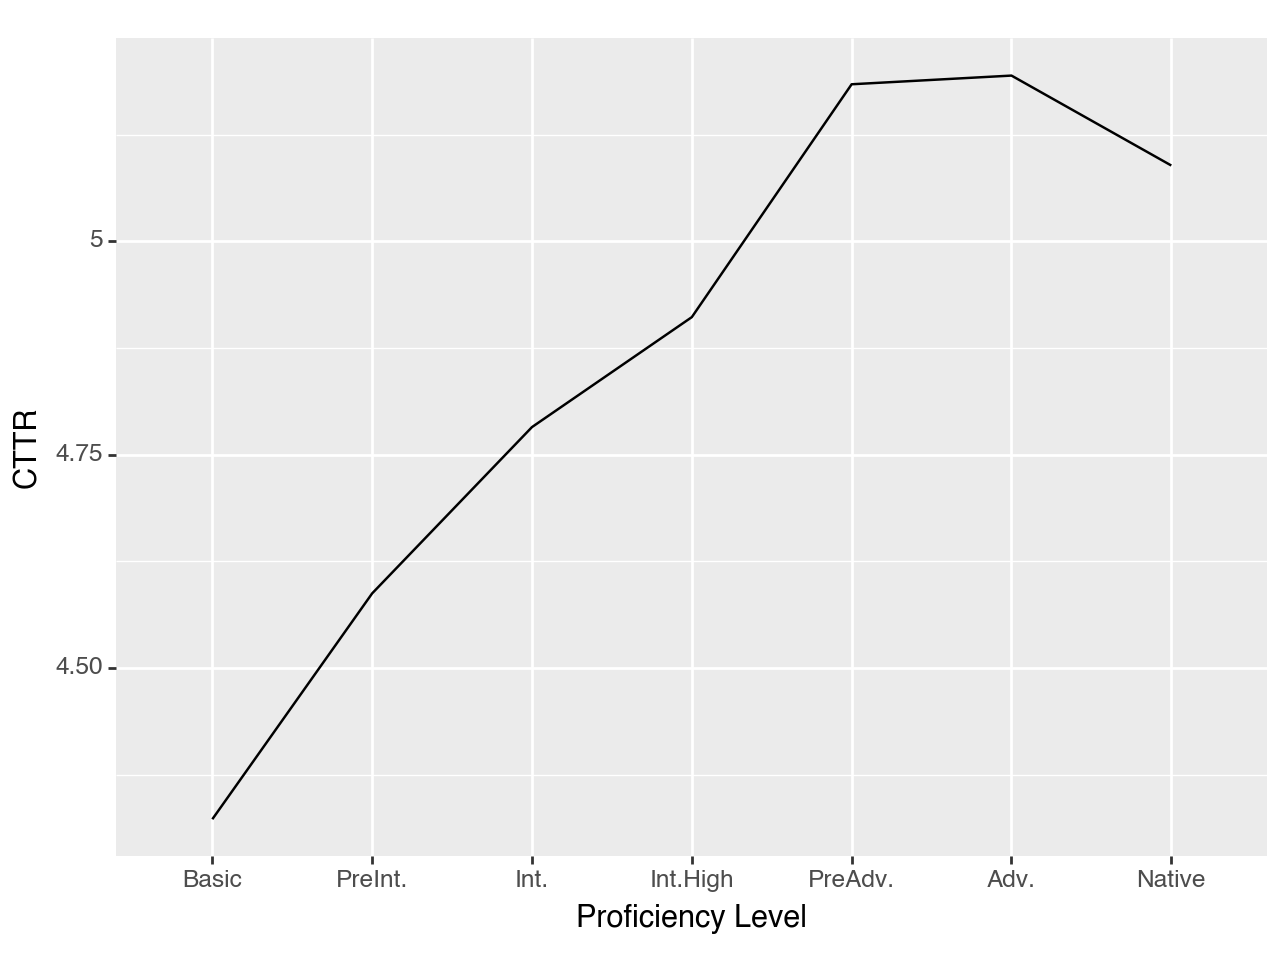 CTTR
5
4.75
4.50
Basic PreInt. Int. Int.High PreAdv. Adv. Native
Proficiency Level